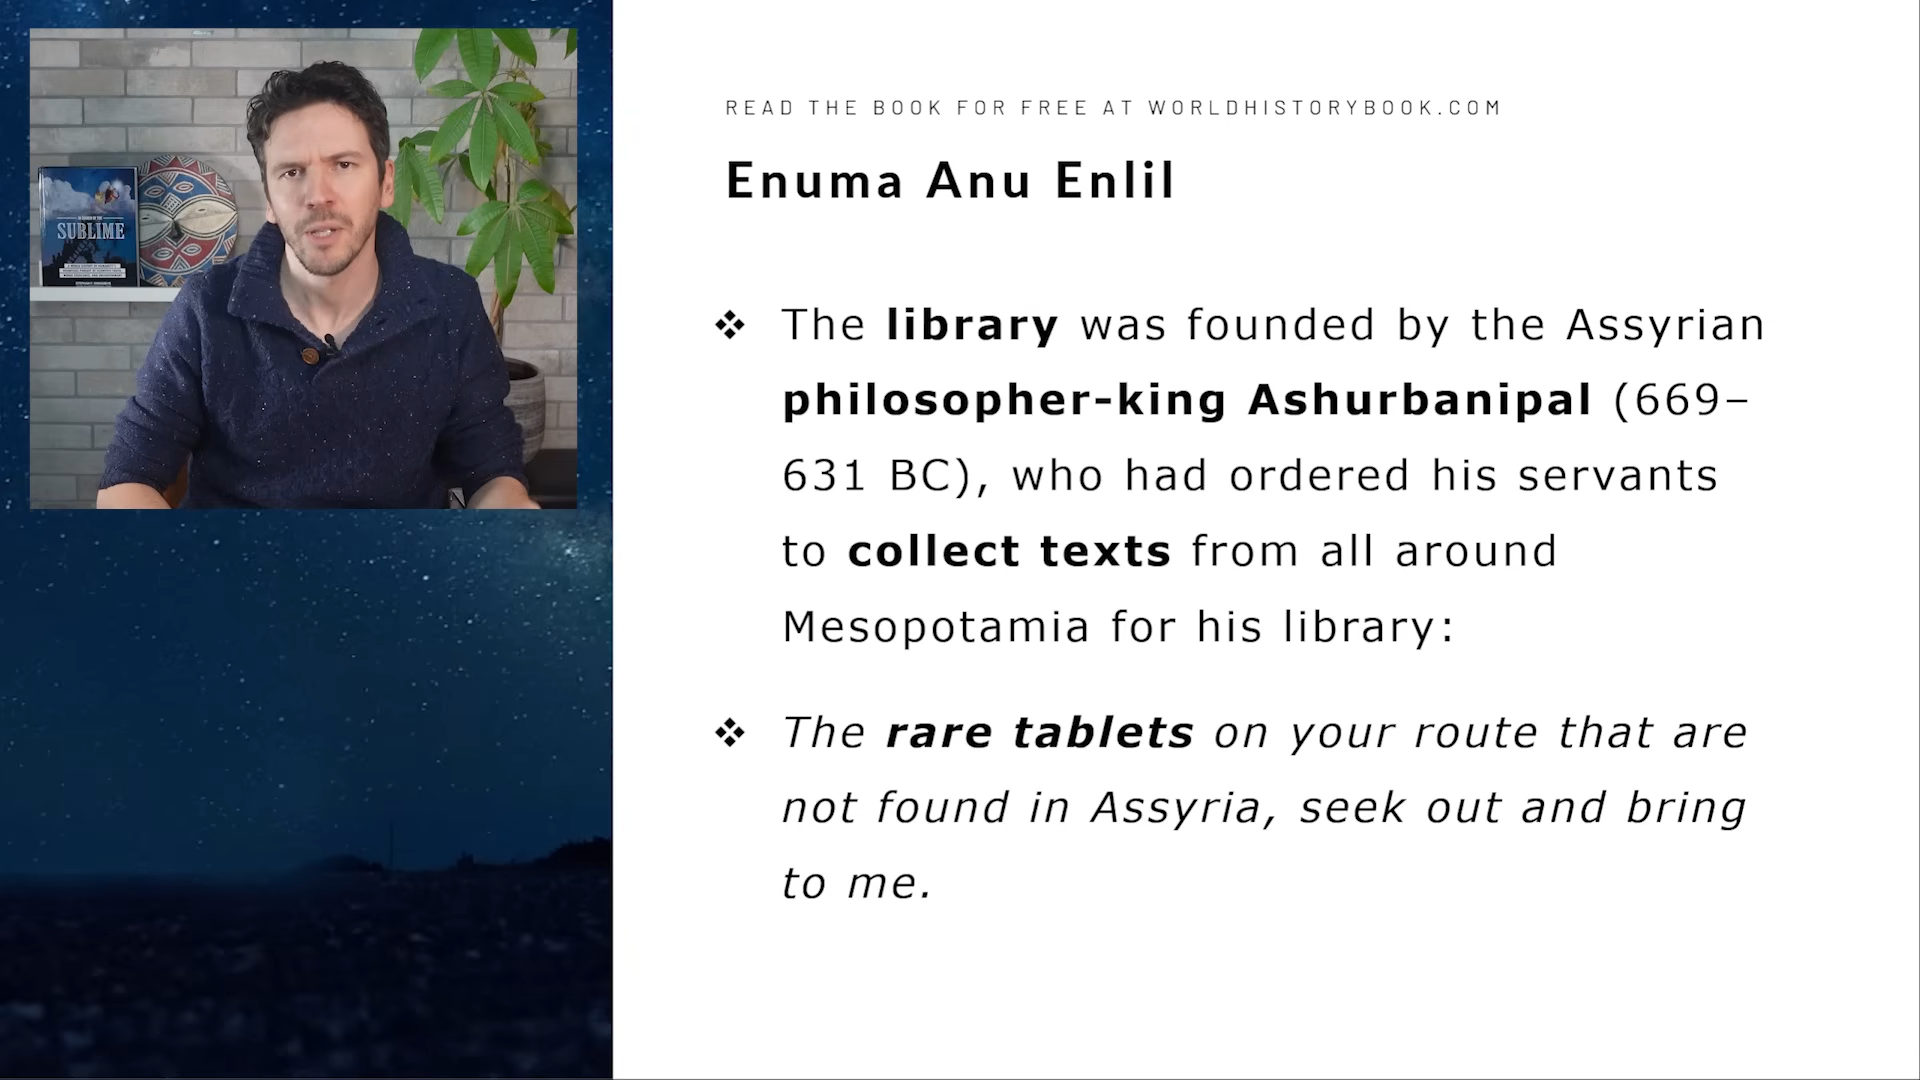 READ THE BOOK FOR FREE AT WORLDHISTORYBOOK.COM
Enuma Anu Enlil
❖ The library was founded by the Assyrian
philosopher-king Ashurbanipal (669–
631 BC), who had ordered his servants
to collect texts from all around
Mesopotamia for his library:
❖ The rare tablets on your route that are
not found in Assyria, seek out and bring
to me.
SUBLIME